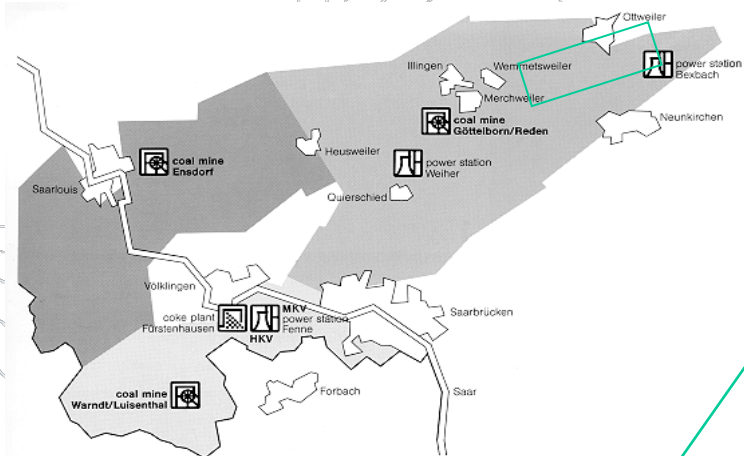 Ottweiler
Illingen
Wemmetsweiler
power station
Bexbach
Merchweiler
coal mine
Göttelborn/Reden
Neunkirchen
Heusweiler
coal mine
Ensdorf
power station
Weiher
Saarlouis
Quierschied
Völklingen
MKV
coke plant
power station
Fürstenhausen
Fenne
HKV
Saarbrücken
coal mine
Warndt/Luisenthal
Forbach
Saar